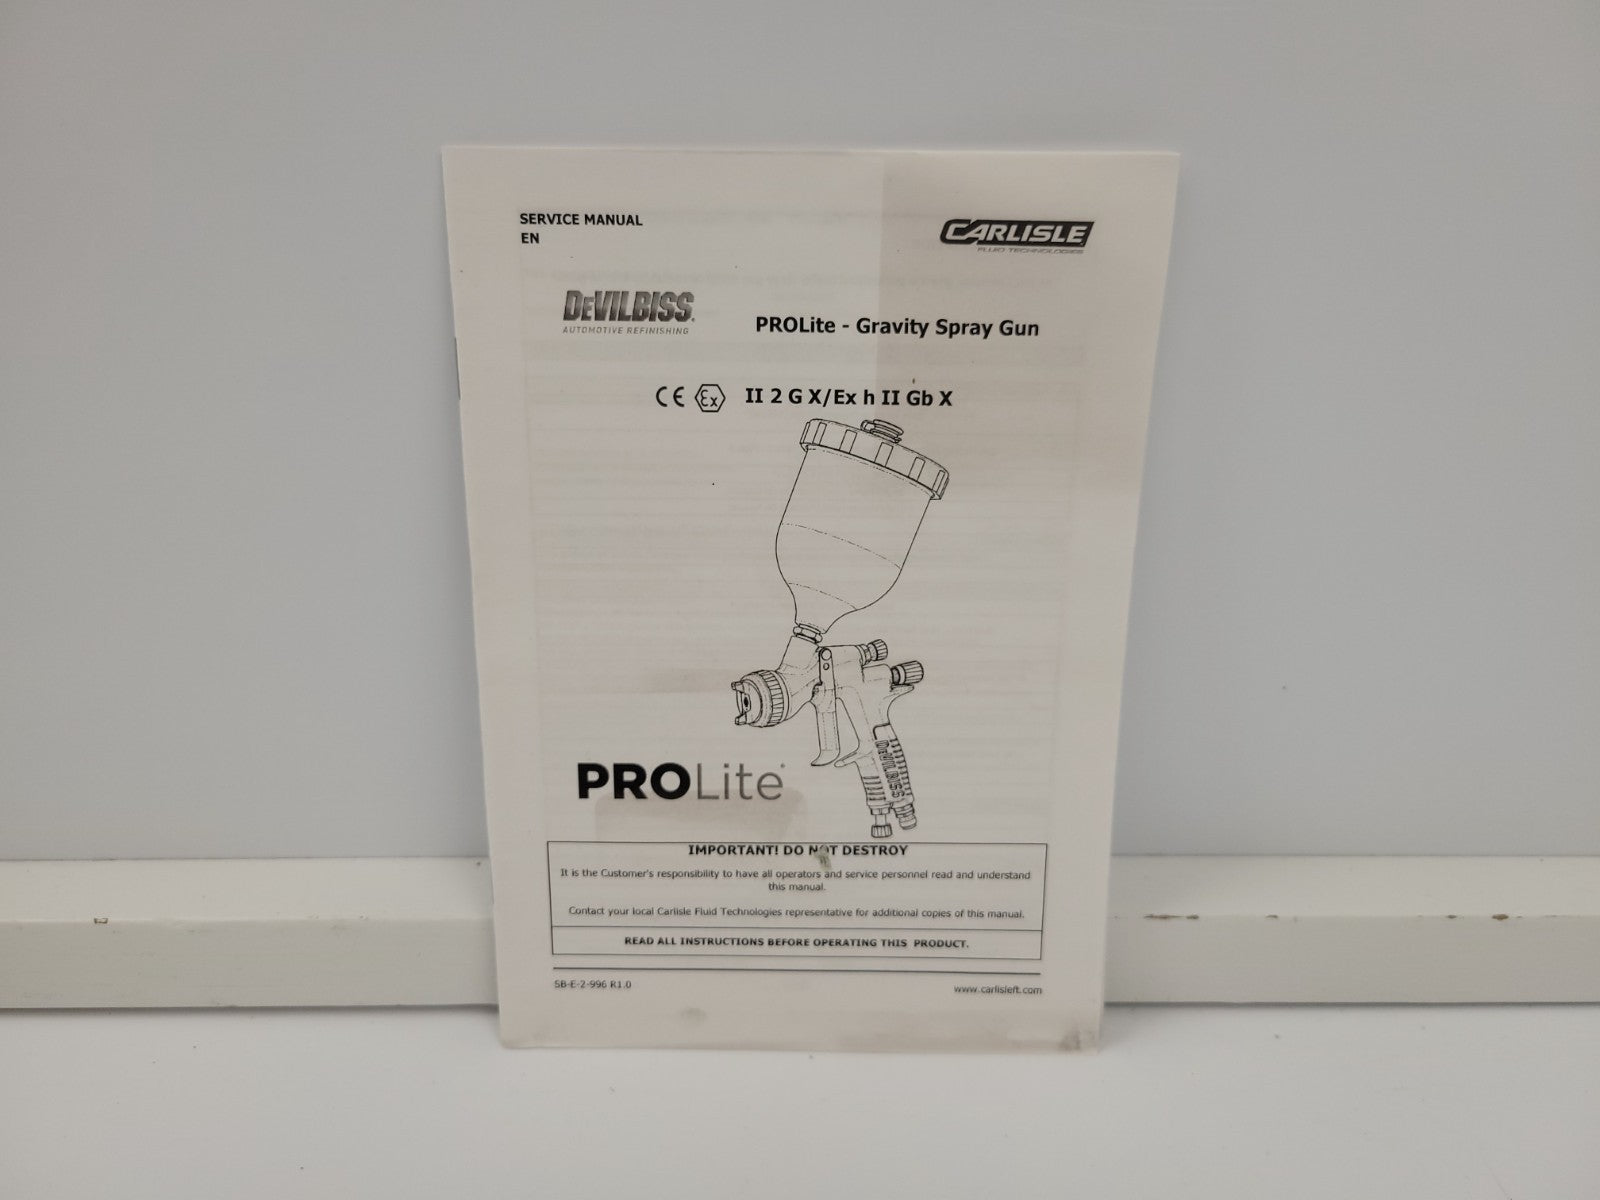 SERVICE MANUAL
EN
CARLISLE
FLUID TECHNOLOGIES
DEVILBISS
AUTOMOTIVE REFINISHING
PROLite - Gravity Spray Gun
CE Ex II 2 G X/Ex h II Gb X
DEVILBISS
PROLite
IMPORTANT! DO NOT DESTROY
It is the Customer's responsibility to have all operators and service personnel read and understand
this manual.
Contact your local Carlisle Fluid Technologies representative for additional copies of this manual.
READ ALL INSTRUCTIONS BEFORE OPERATING THIS PRODUCT.
SB-E-2-996 R1.0
www.carlisleft.com